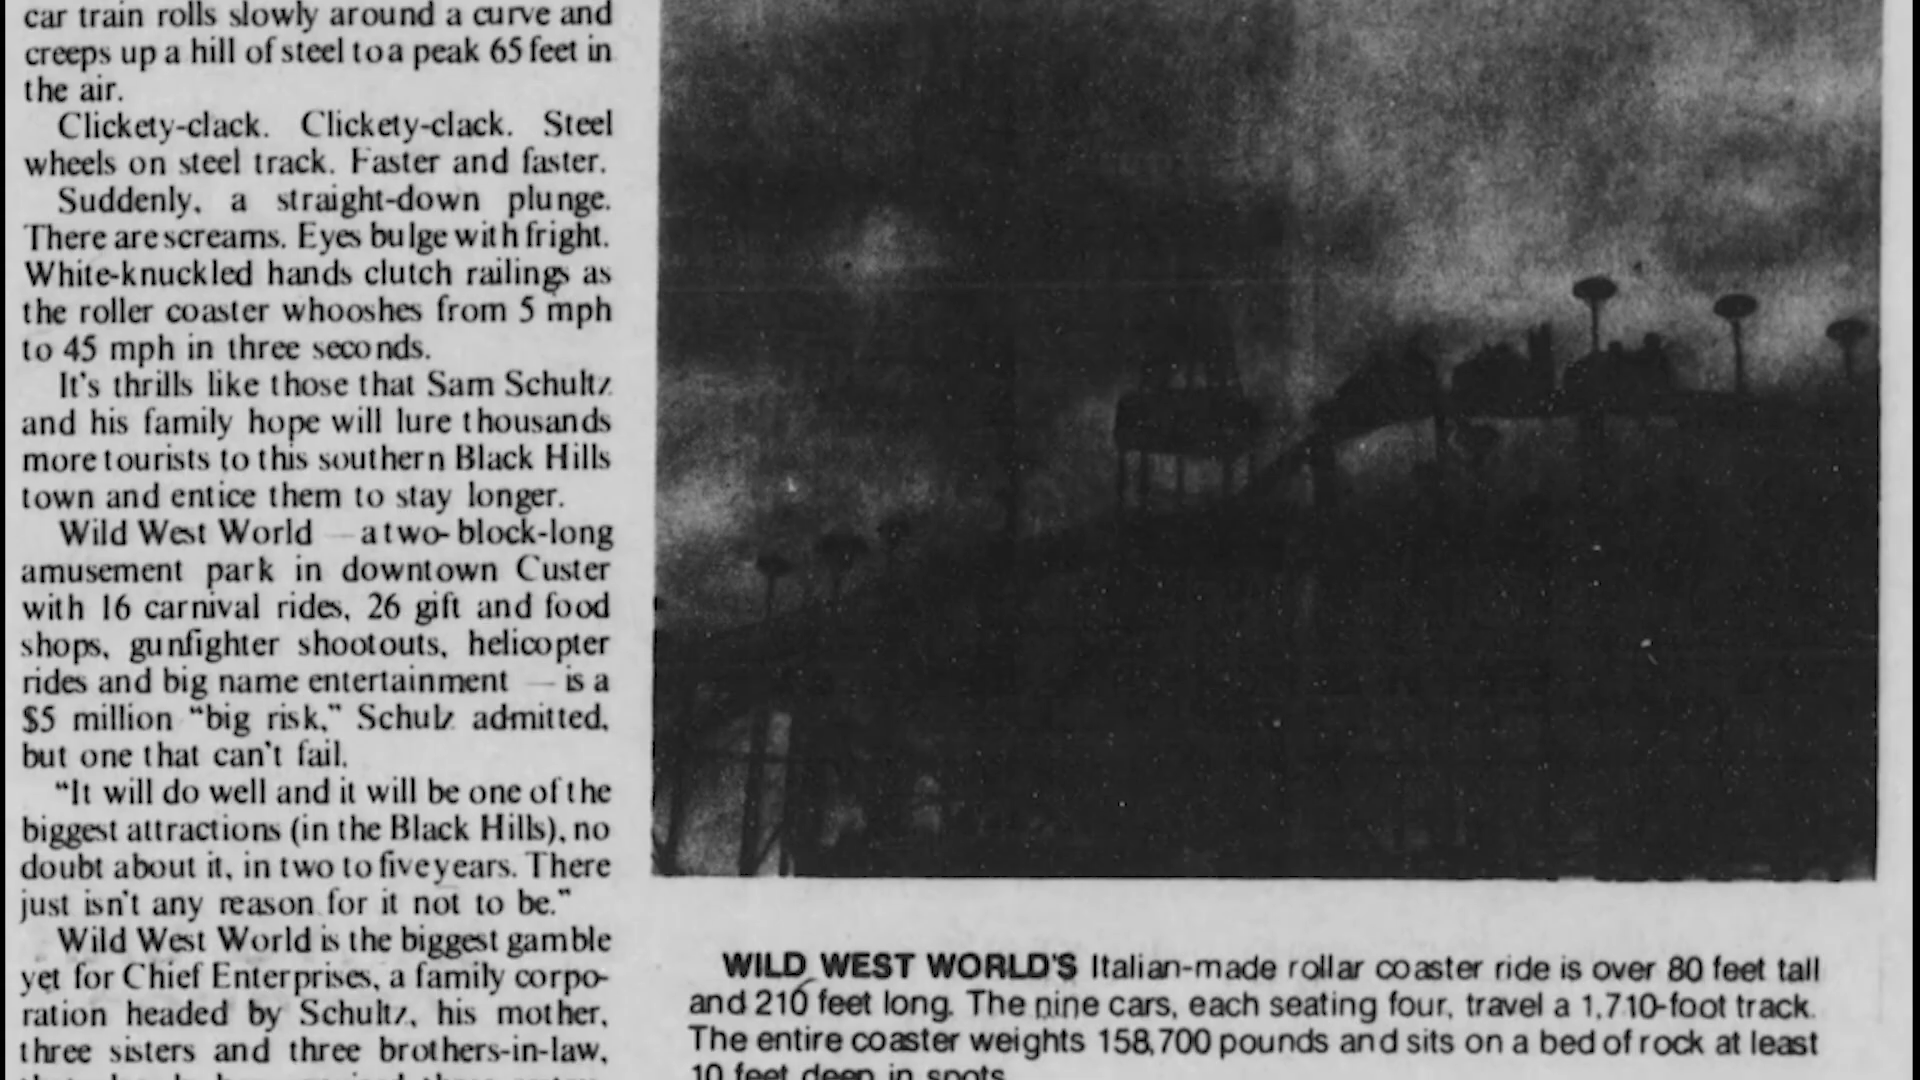 car train rolls slowly around a curve and
creeps up a hill of steel to a peak 65 feet in
the air.
Clickety-clack. Clickety-clack. Steel
wheels on steel track. Faster and faster.
Suddenly, a straight-down plunge.
There are screams. Eyes bulge with fright.
White-knuckled hands clutch railings as
the roller coaster whooshes from 5 mph
to 45 mph in three seconds.
It's thrills like those that Sam Schultz
and his family hope will lure thousands
more tourists to this southern Black Hills
town and entice them to stay longer.
Wild West World — a two-block-long
amusement park in downtown Custer
with 16 carnival rides, 26 gift and food
shops, gunfighter shootouts, helicopter
rides and big name entertainment — is a
$5 million "big risk," Schulz admitted,
but one that can't fail.
"It will do well and it will be one of the
biggest attractions (in the Black Hills), no
doubt about it, in two to five years. There
just isn't any reason for it not to be."
Wild West World is the biggest gamble
yet for Chief Enterprises, a family corpo-
ration headed by Schultz, his mother,
three sisters and three brothers-in-law,
WILD WEST WORLD'S Italian-made rollar coaster ride is over 80 feet tall
and 210 feet long. The nine cars, each seating four, travel a 1,710-foot track.
The entire coaster weights 158,700 pounds and sits on a bed of rock at least
10 feet deep in spots.